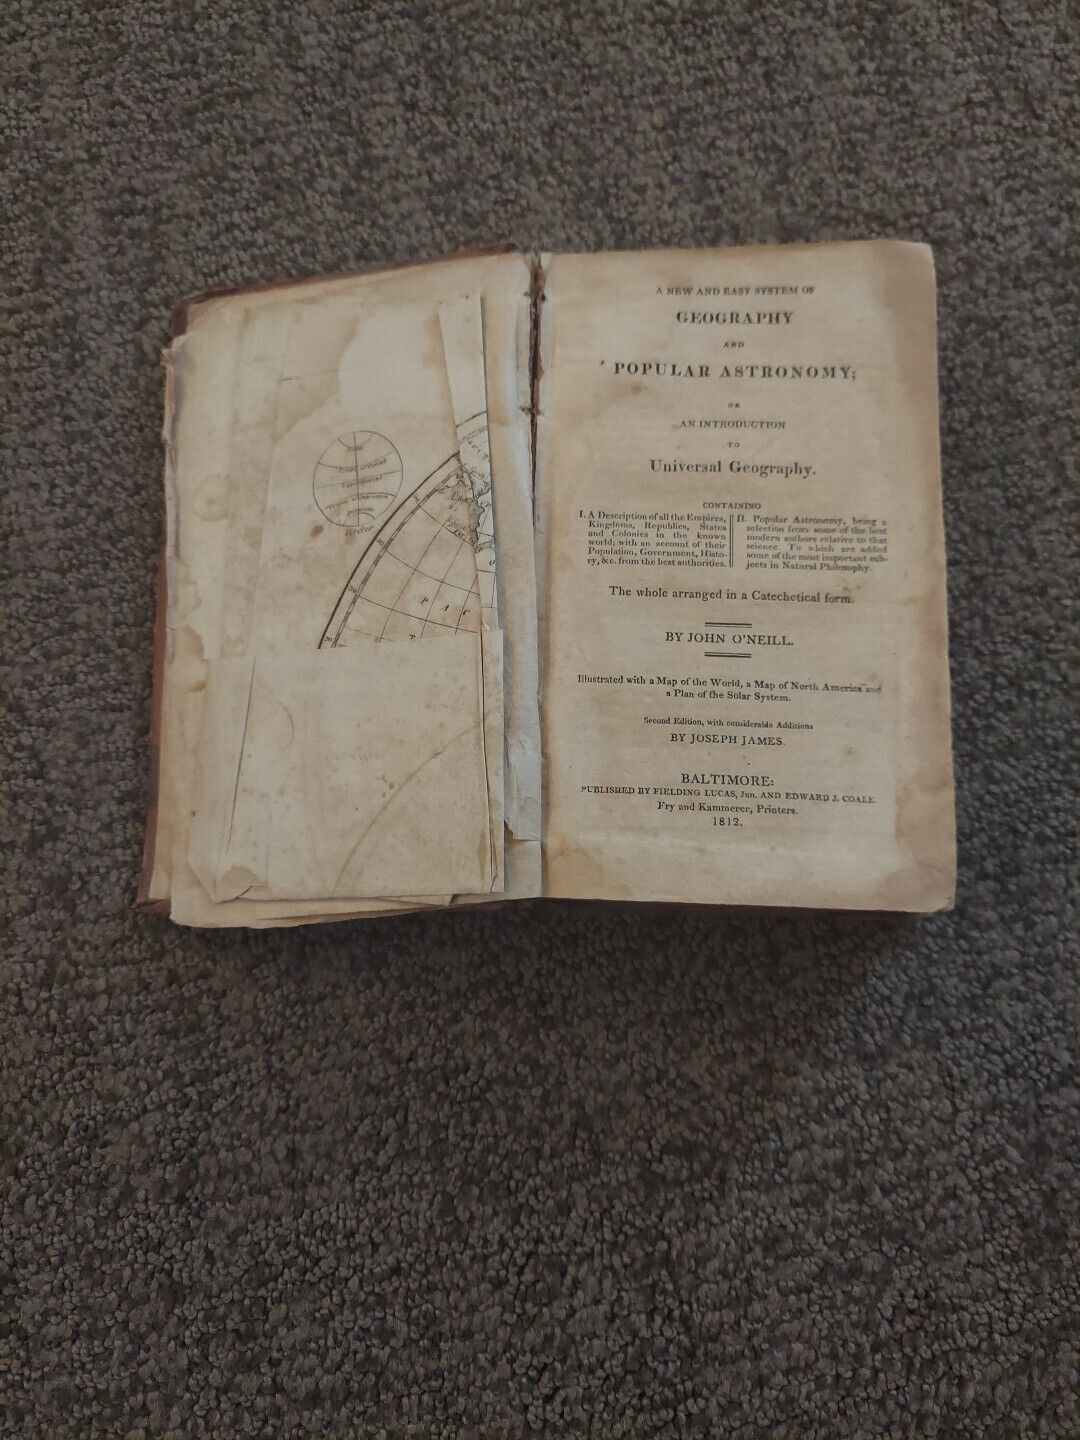 P A C
A NEW AND EASY SYSTEM OF
GEOGRAPHY
AND
POPULAR ASTRONOMY;
OR
AN INTRODUCTION
TO
Universal Geography.
CONTAINING
I. A Description of all the Empires,
Kingdoms, Republics, States
and Colonies in the known
world; with an account of their
Population, Government, Histo-
ry, &c. from the best authorities.
II. Popular Astronomy, being a
selection from some of the best
modern authors relative to that
science. To which are added
some of the most important sub-
jects in Natural Philosophy.
The whole arranged in a Catechetical form.
BY JOHN O'NEILL.
Illustrated with a Map of the World, a Map of North America and
a Plan of the Solar System.
Second Edition, with considerable Additions
BY JOSEPH JAMES.
BALTIMORE:
PUBLISHED BY FIELDING LUCAS, Jun. AND EDWARD J. COALE.
Fry and Kammerer, Printers.
1812.